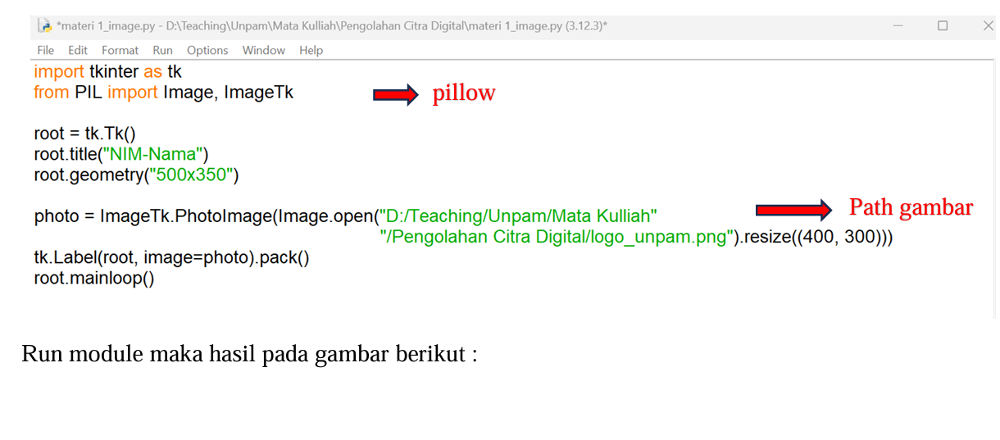 *materi 1_image.py - D:\Teaching\Unpam\Mata Kulliah\Pengolahan Citra Digital\materi 1_image.py (3.12.3)*
File Edit Format Run Options Window Help
import tkinter as tk
from PIL import Image, ImageTk
pillow
root = tk.Tk()
root.title("NIM-Nama")
root.geometry("500x350")
photo = ImageTk.PhotoImage(Image.open("D:/Teaching/Unpam/Mata Kulliah"
Path gambar
"/Pengolahan Citra Digital/logo_unpam.png").resize((400, 300)))
tk.Label(root, image=photo).pack()
root.mainloop()
Run module maka hasil pada gambar berikut :